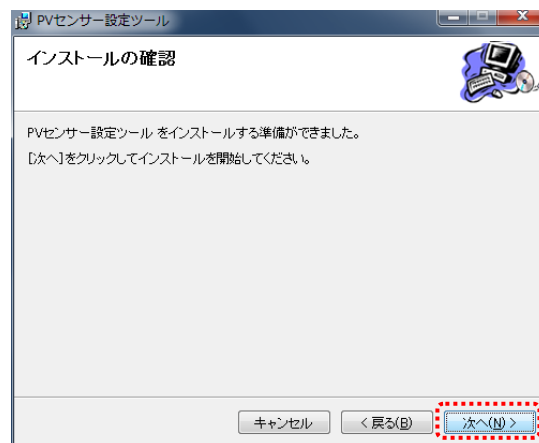 PVセンサー設定ツール
インストールの確認
PVセンサー設定ツール をインストールする準備ができました。
[次へ]をクリックしてインストールを開始してください。
キャンセル
< 戻る(B)
次へ(N) >